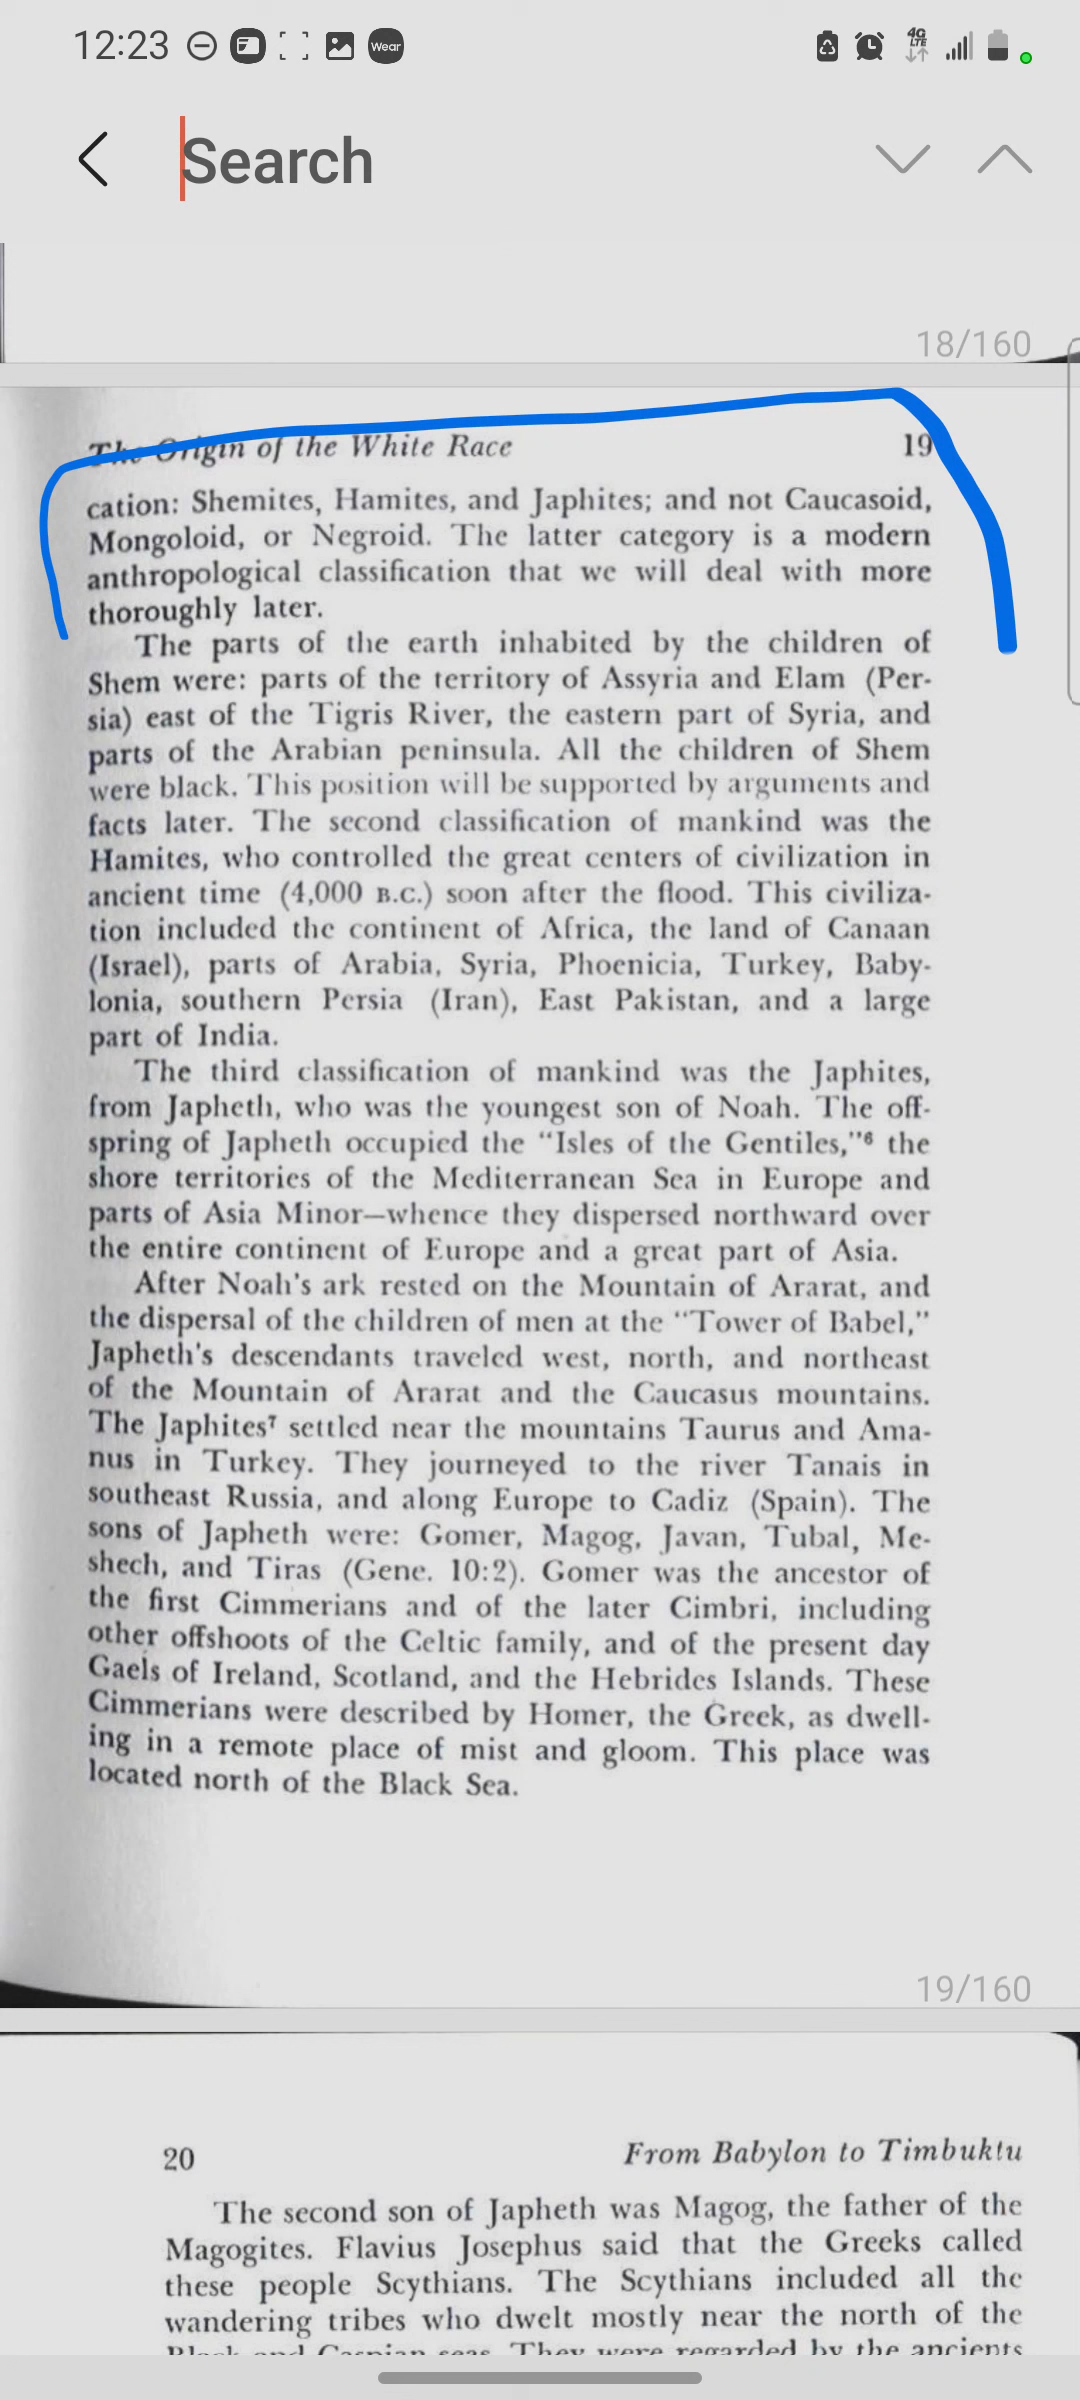 12:23
Wear
4G
LTE
Search
18/160
The Origin of the White Race 19
cation: Shemites, Hamites, and Japhites; and not Caucasoid,
Mongoloid, or Negroid. The latter category is a modern
anthropological classification that we will deal with more
thoroughly later.
The parts of the earth inhabited by the children of
Shem were: parts of the territory of Assyria and Elam (Per-
sia) east of the Tigris River, the eastern part of Syria, and
parts of the Arabian peninsula. All the children of Shem
were black. This position will be supported by arguments and
facts later. The second classification of mankind was the
Hamites, who controlled the great centers of civilization in
ancient time (4,000 B.C.) soon after the flood. This civiliza-
tion included the continent of Africa, the land of Canaan
(Israel), parts of Arabia, Syria, Phoenicia, Turkey, Baby-
lonia, southern Persia (Iran), East Pakistan, and a large
part of India.
The third classification of mankind was the Japhites,
from Japheth, who was the youngest son of Noah. The off-
spring of Japheth occupied the “Isles of the Gentiles,”⁶ the
shore territories of the Mediterranean Sea in Europe and
parts of Asia Minor—whence they dispersed northward over
the entire continent of Europe and a great part of Asia.
After Noah's ark rested on the Mountain of Ararat, and
the dispersal of the children of men at the “Tower of Babel,”
Japheth's descendants traveled west, north, and northeast
of the Mountain of Ararat and the Caucasus mountains.
The Japhites⁷ settled near the mountains Taurus and Ama-
nus in Turkey. They journeyed to the river Tanais in
southeast Russia, and along Europe to Cadiz (Spain). The
sons of Japheth were: Gomer, Magog, Javan, Tubal, Me-
shech, and Tiras (Gene. 10:2). Gomer was the ancestor of
the first Cimmerians and of the later Cimbri, including
other offshoots of the Celtic family, and of the present day
Gaels of Ireland, Scotland, and the Hebrides Islands. These
Cimmerians were described by Homer, the Greek, as dwell-
ing in a remote place of mist and gloom. This place was
located north of the Black Sea.
19/160
20 From Babylon to Timbuktu
The second son of Japheth was Magog, the father of the
Magogites. Flavius Josephus said that the Greeks called
these people Scythians. The Scythians included all the
wandering tribes who dwelt mostly near the north of the
Black and Caspian seas. They were regarded by the ancients